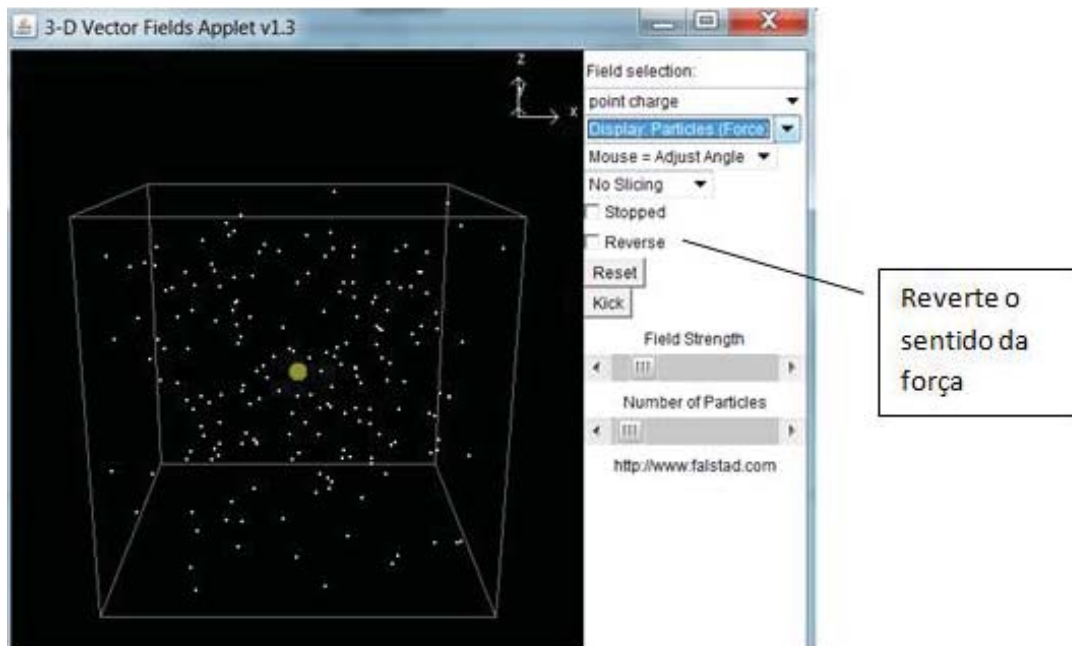 3-D Vector Fields Applet v1.3
z
y
x
Field selection:
point charge
Display: Particles (Force)
Mouse = Adjust Angle
No Slicing
Stopped
Reverse
Reset
Kick
Field Strength
Number of Particles
http://www.falstad.com
Reverte o
sentido da
força